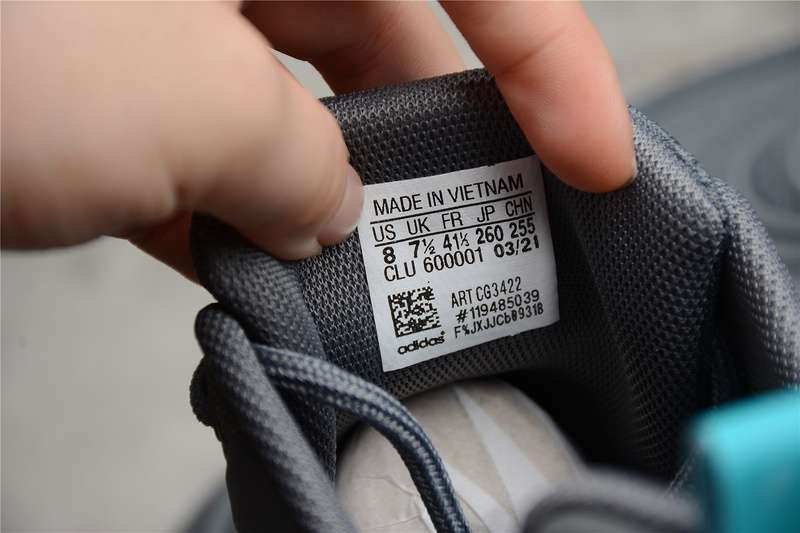 MADE IN VIETNAM
US UK FR JP CHN
8 7½ 41⅓ 260 255
CLU 600001 03/21
ART CG3422
#119485039
F%JXJJCb0931B
adidas